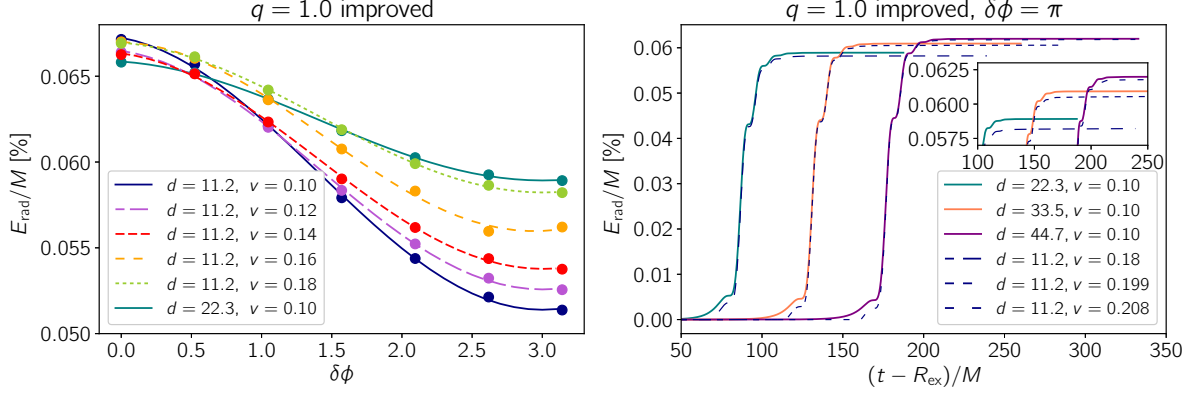 q = 1.0 improved
E_rad/M [%]
0.065
0.060
0.055
0.050
d = 11.2, v = 0.10
d = 11.2, v = 0.12
d = 11.2, v = 0.14
d = 11.2, v = 0.16
d = 11.2, v = 0.18
d = 22.3, v = 0.10
0.0 0.5 1.0 1.5 2.0 2.5 3.0
δϕ
q = 1.0 improved, δϕ = π
E_rad/M [%]
0.06
0.05
0.04
0.03
0.02
0.01
0.00
0.0625
0.0600
0.0575
100 150 200 250
d = 22.3, v = 0.10
d = 33.5, v = 0.10
d = 44.7, v = 0.10
d = 11.2, v = 0.18
d = 11.2, v = 0.199
d = 11.2, v = 0.208
50 100 150 200 250 300 350
(t − R_ex)/M